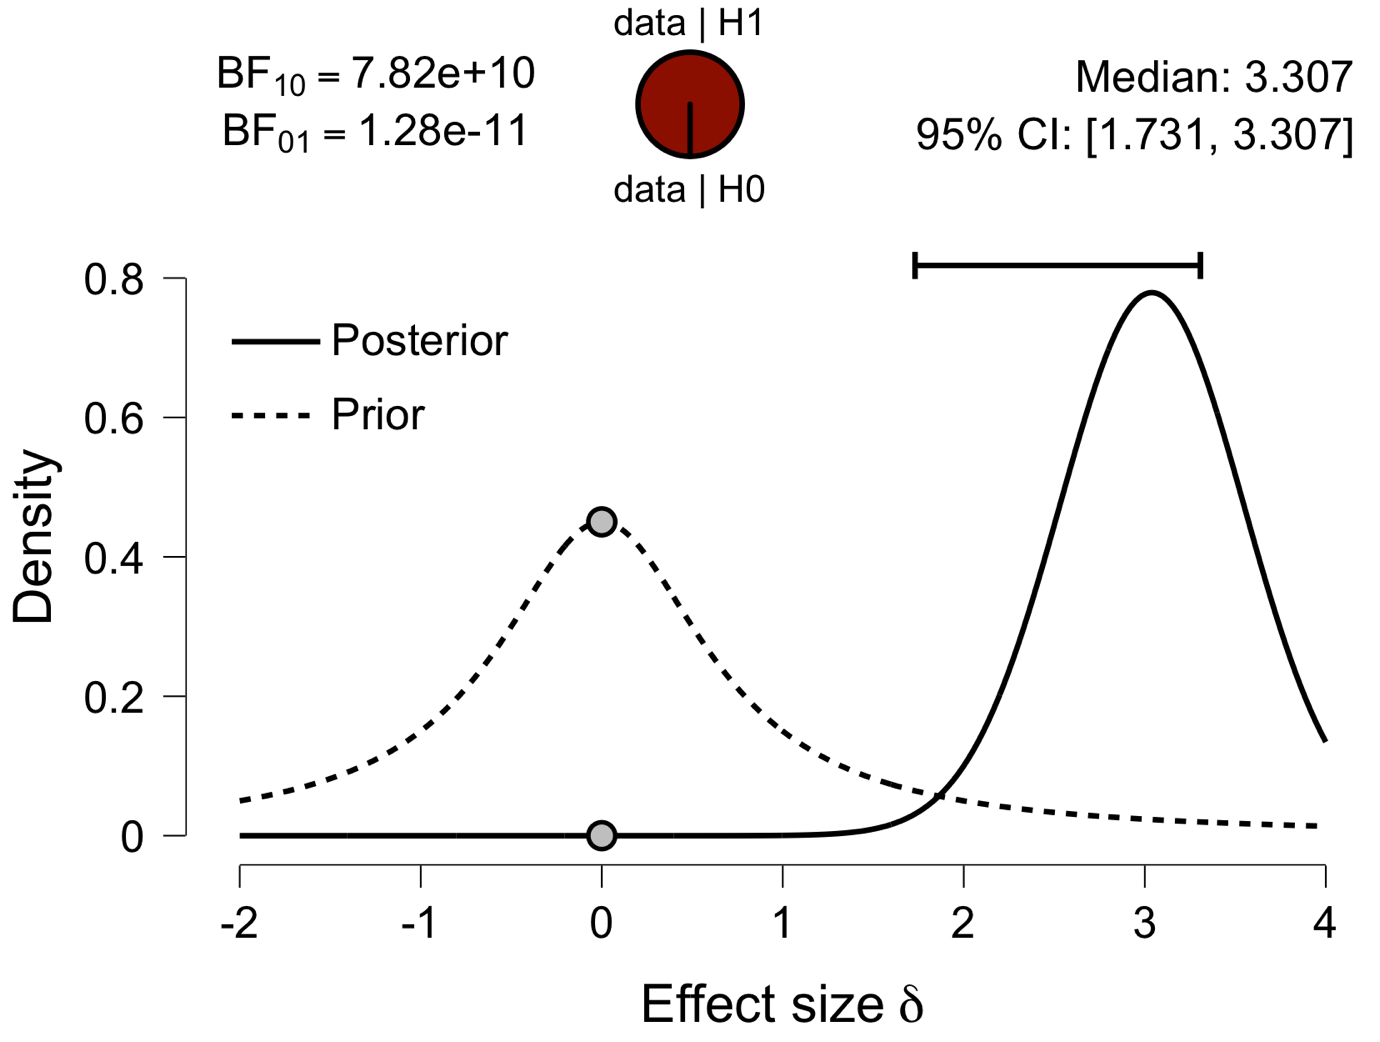 data | H1
BF10 = 7.82e+10
BF01 = 1.28e-11
Median: 3.307
95% CI: [1.731, 3.307]
data | H0
0.8
0.6
0.4
0.2
0
Density
Posterior
Prior
-2 -1 0 1 2 3 4
Effect size δ